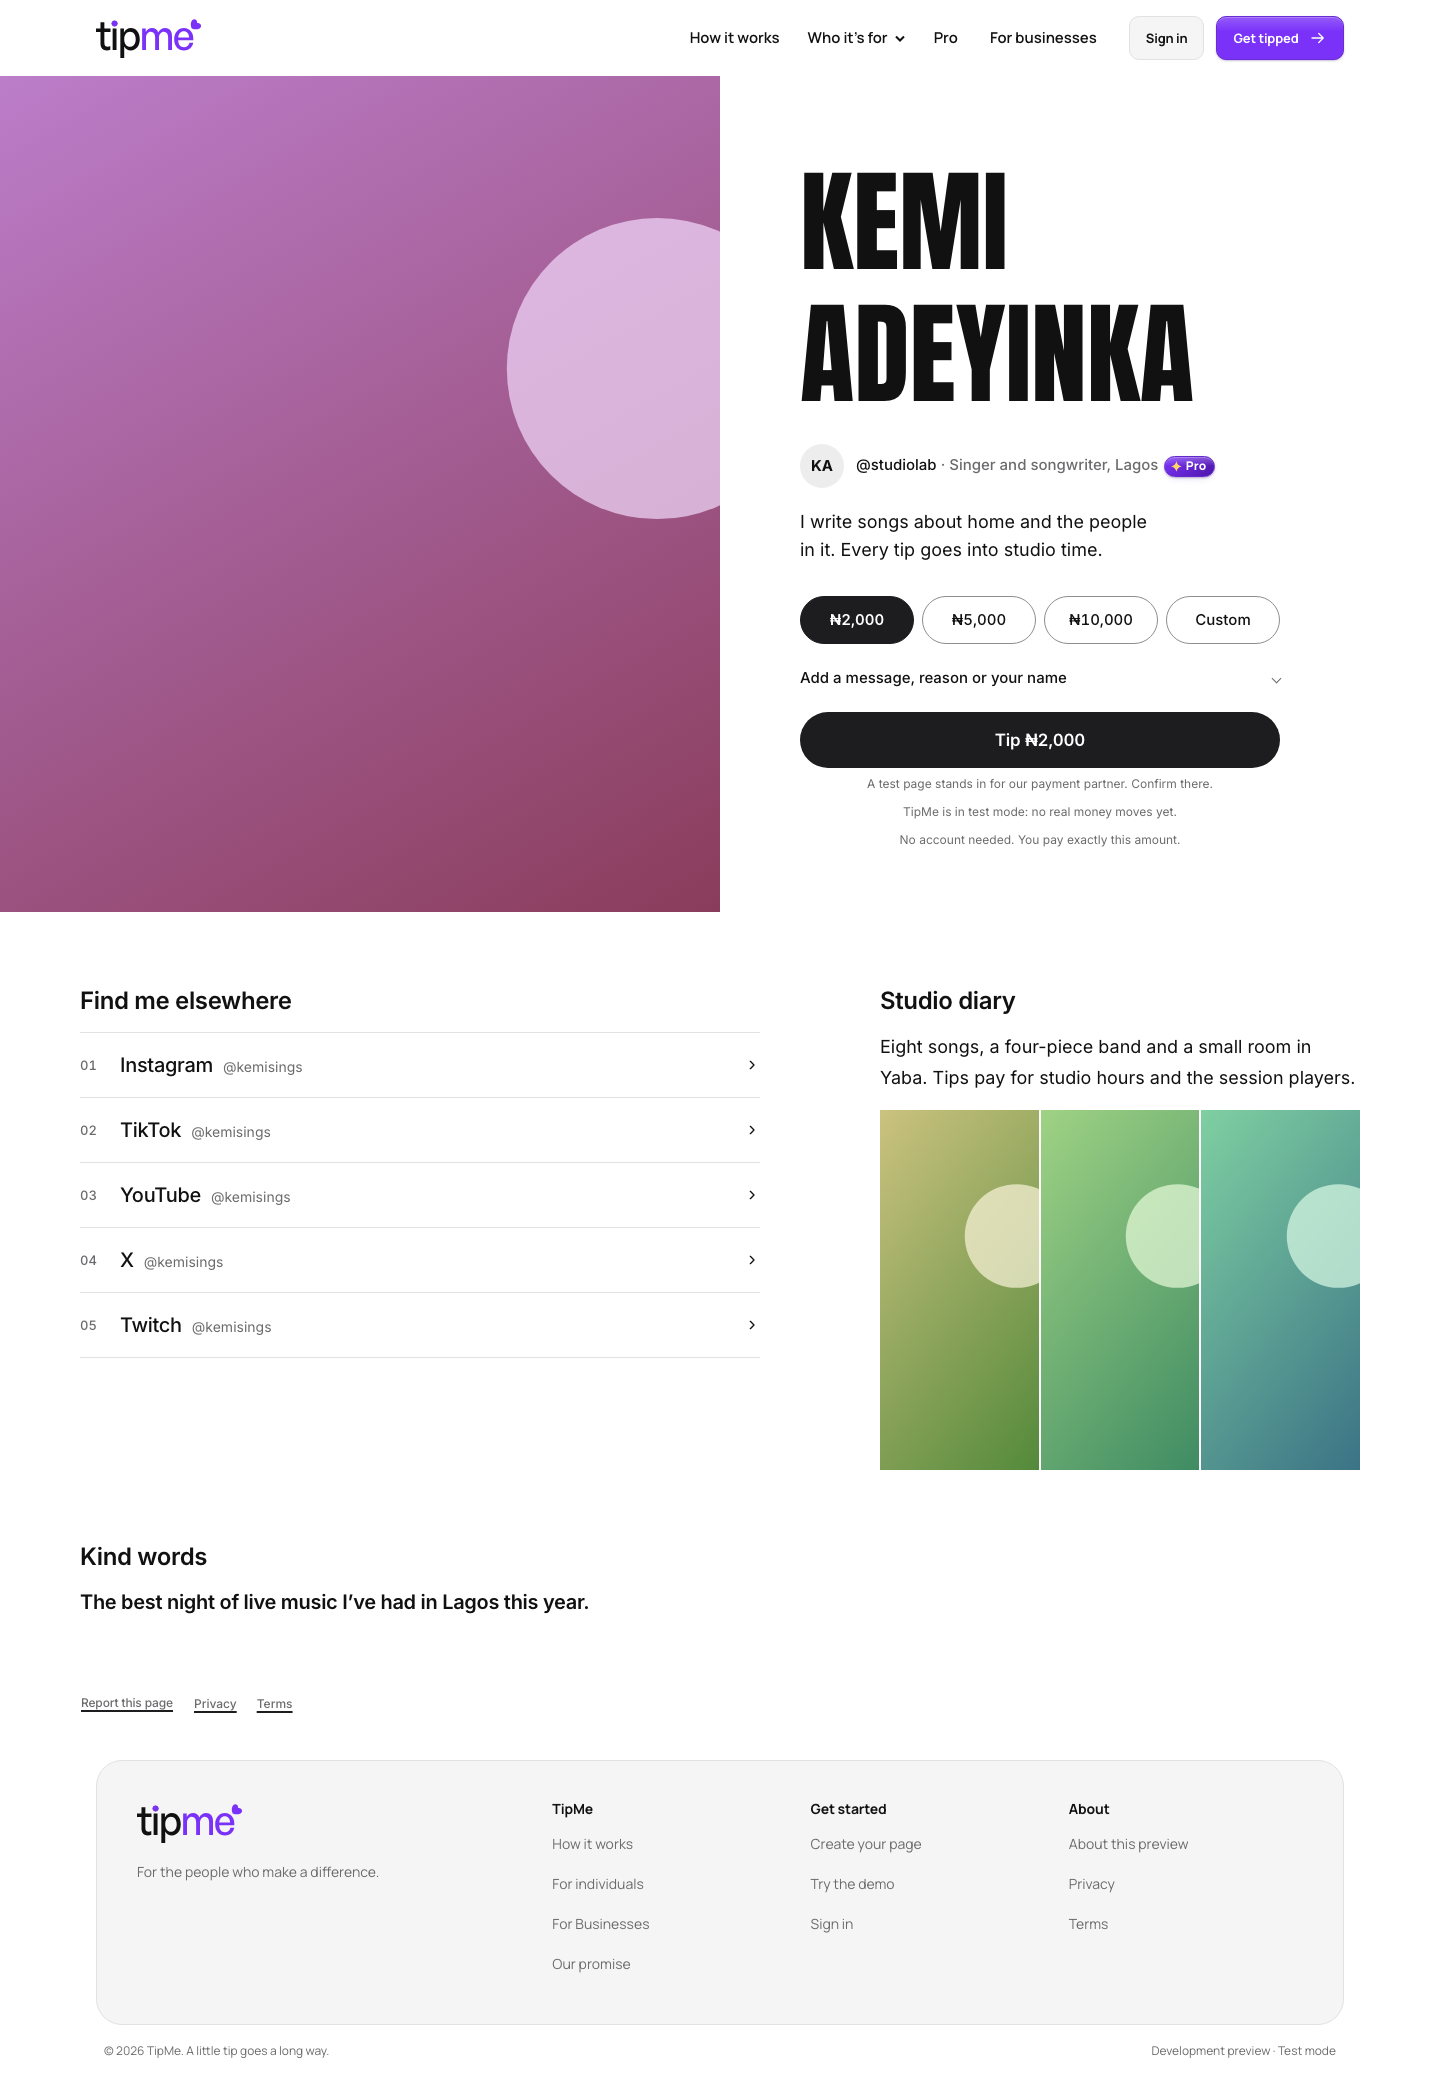 tipme
How it works
Who it's for
Pro
For businesses
Sign in
Get tipped
KEMI
ADEYINKA
KA
@studiolab · Singer and songwriter, Lagos
Pro
I write songs about home and the people
in it. Every tip goes into studio time.
₦2,000
₦5,000
₦10,000
Custom
Add a message, reason or your name
Tip ₦2,000
A test page stands in for our payment partner. Confirm there.
TipMe is in test mode: no real money moves yet.
No account needed. You pay exactly this amount.
Find me elsewhere
01 Instagram @kemisings
02 TikTok @kemisings
03 YouTube @kemisings
04 X @kemisings
05 Twitch @kemisings
Studio diary
Eight songs, a four-piece band and a small room in
Yaba. Tips pay for studio hours and the session players.
Kind words
The best night of live music I’ve had in Lagos this year.
Report this page
Privacy
Terms
tipme
For the people who make a difference.
TipMe
How it works
For individuals
For Businesses
Our promise
Get started
Create your page
Try the demo
Sign in
About
About this preview
Privacy
Terms
© 2026 TipMe. A little tip goes a long way.
Development preview · Test mode